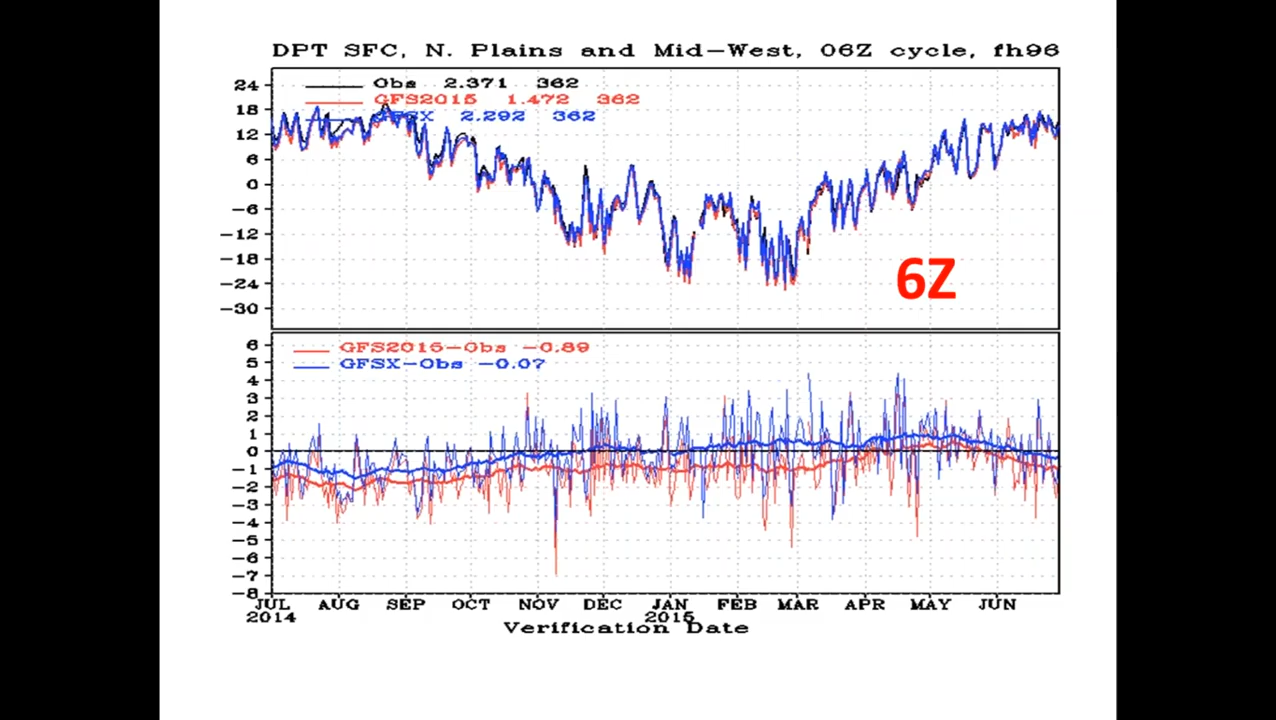 DPT SFC, N. Plains and Mid-West, 06Z cycle, fh96
24
18
12
6
0
-6
-12
-18
-24
-30
Obs 2.371 362
GFS2015 1.472 362
GFSX 2.292 362
6Z
6
5
4
3
2
1
0
-1
-2
-3
-4
-5
-6
-7
-8
GFS2015-Obs -0.89
GFSX-Obs -0.07
JUL AUG SEP OCT NOV DEC JAN FEB MAR APR MAY JUN
2014 2015
Verification Date